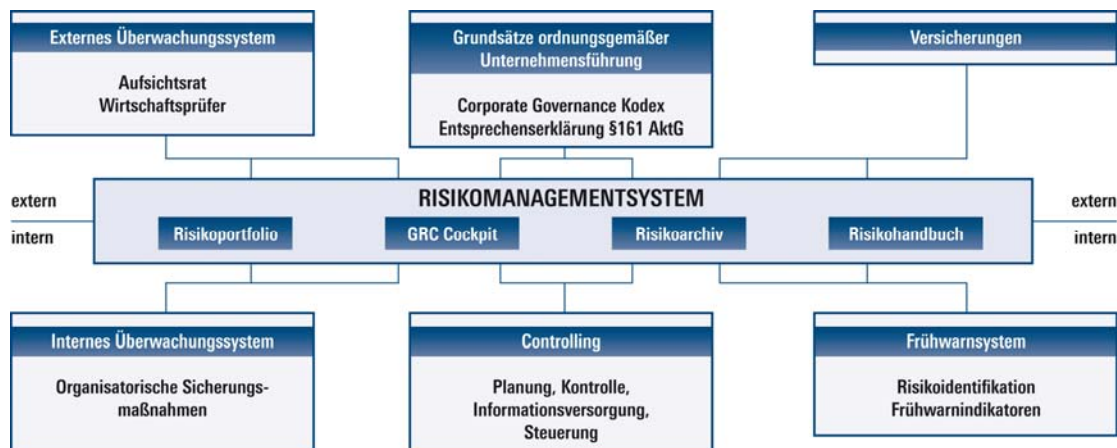 Externes Überwachungssystem
Aufsichtsrat
Wirtschaftsprüfer
Grundsätze ordnungsgemäßer
Unternehmensführung
Corporate Governance Kodex
Entsprechenserklärung §161 AktG
Versicherungen
extern
intern
RISIKOMANAGEMENTSYSTEM
Risikoportfolio
GRC Cockpit
Risikoarchiv
Risikohandbuch
extern
intern
Internes Überwachungssystem
Organisatorische Sicherungs-
maßnahmen
Controlling
Planung, Kontrolle,
Informationsversorgung,
Steuerung
Frühwarnsystem
Risikoidentifikation
Frühwarnindikatoren